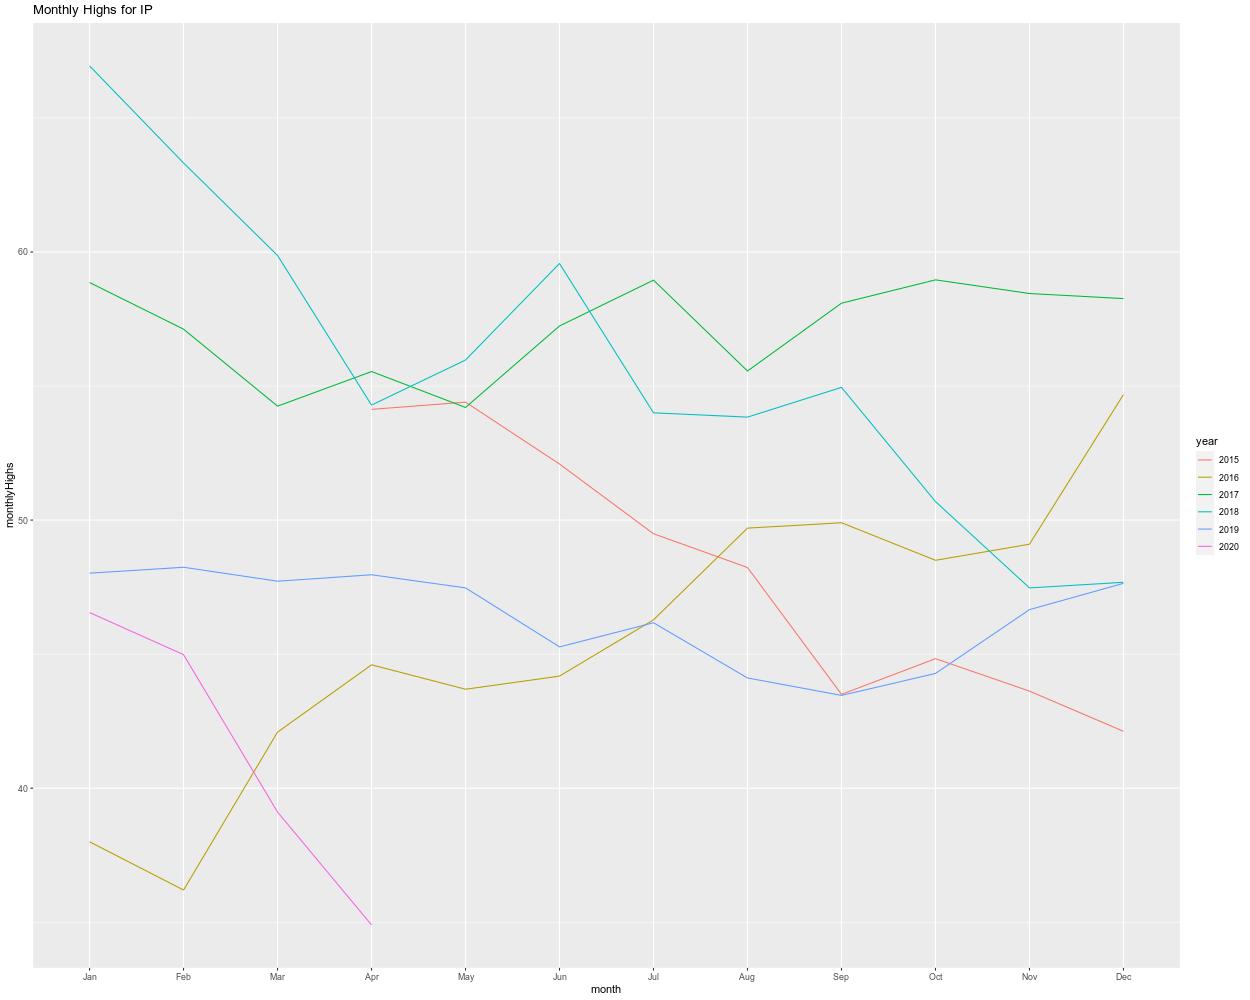 Monthly Highs for IP
monthlyHighs
60
50
40
Jan Feb Mar Apr May Jun Jul Aug Sep Oct Nov Dec
month
year
2015
2016
2017
2018
2019
2020